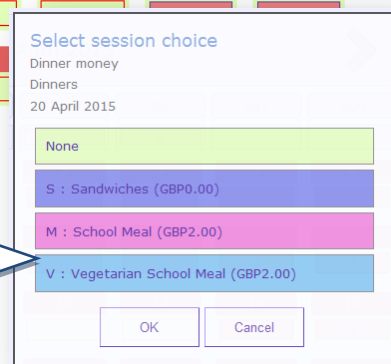 Select session choice
Dinner money
Dinners
20 April 2015
None
S : Sandwiches (GBP0.00)
M : School Meal (GBP2.00)
V : Vegetarian School Meal (GBP2.00)
OK Cancel